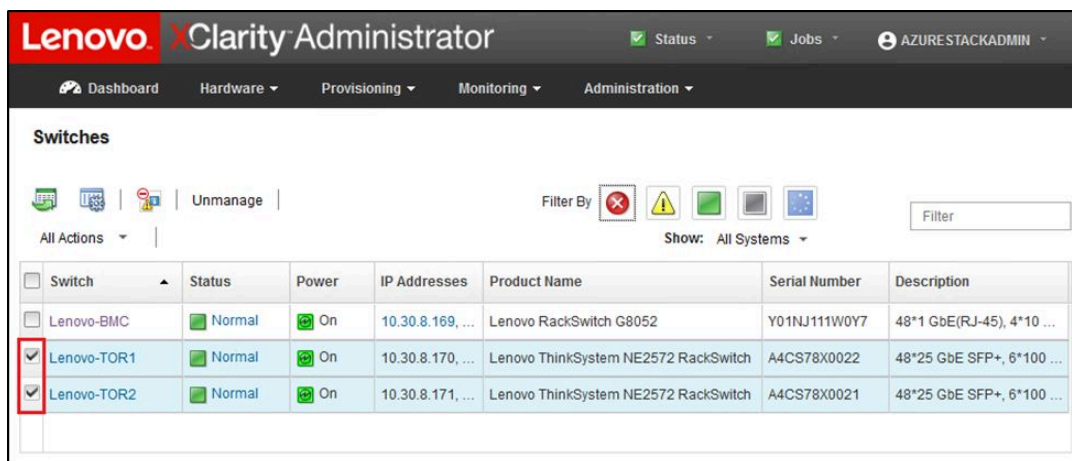 Lenovo. XClarity Administrator Status Jobs AZURESTACKADMIN
Dashboard Hardware Provisioning Monitoring Administration
Switches
Unmanage Filter By Filter
All Actions Show: All Systems
Switch Status Power IP Addresses Product Name Serial Number Description
Lenovo-BMC Normal On 10.30.8.169, ... Lenovo RackSwitch G8052 Y01NJ111W0Y7 48*1 GbE(RJ-45), 4*10 ...
Lenovo-TOR1 Normal On 10.30.8.170, ... Lenovo ThinkSystem NE2572 RackSwitch A4CS78X0022 48*25 GbE SFP+, 6*100 ...
Lenovo-TOR2 Normal On 10.30.8.171, ... Lenovo ThinkSystem NE2572 RackSwitch A4CS78X0021 48*25 GbE SFP+, 6*100 ...